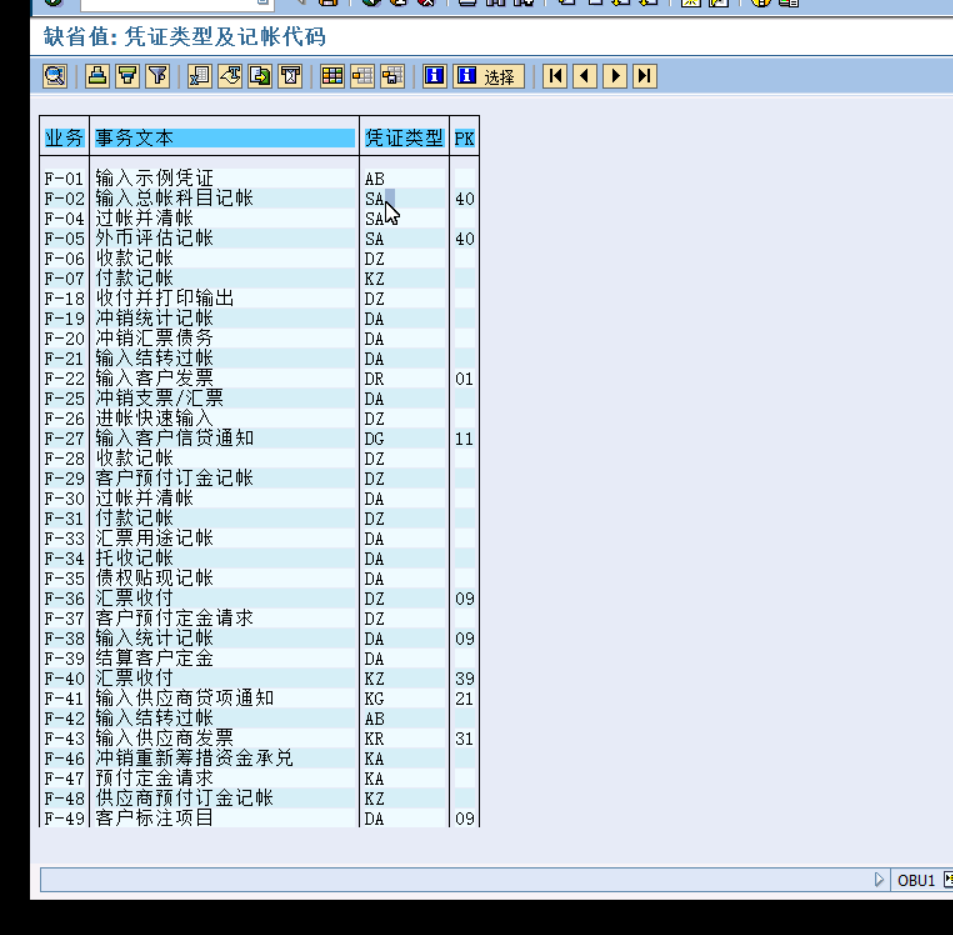 缺省值: 凭证类型及记帐代码
选择
业务 事务文本 凭证类型 PK
F-01 输入示例凭证 AB
F-02 输入总帐科目记帐 SA 40
F-04 过帐并清帐 SA
F-05 外币评估记帐 SA 40
F-06 收款记帐 DZ
F-07 付款记帐 KZ
F-18 收付并打印输出 DZ
F-19 冲销统计记帐 DA
F-20 冲销汇票债务 DA
F-21 输入结转过帐 DA
F-22 输入客户发票 DR 01
F-25 冲销支票/汇票 DA
F-26 进帐快速输入 DZ
F-27 输入客户信贷通知 DG 11
F-28 收款记帐 DZ
F-29 客户预付订金记帐 DZ
F-30 过帐并清帐 DA
F-31 付款记帐 DZ
F-33 汇票用途记帐 DA
F-34 托收记帐 DA
F-35 债权贴现记帐 DA
F-36 汇票收付 DZ 09
F-37 客户预付定金请求 DZ
F-38 输入统计记帐 DA 09
F-39 结算客户定金 DA
F-40 汇票收付 KZ 39
F-41 输入供应商贷项通知 KG 21
F-42 输入结转过帐 AB
F-43 输入供应商发票 KR 31
F-46 冲销重新筹措资金承兑 KA
F-47 预付定金请求 KA
F-48 供应商预付订金记帐 KZ
F-49 客户标注项目 DA 09
OBU1